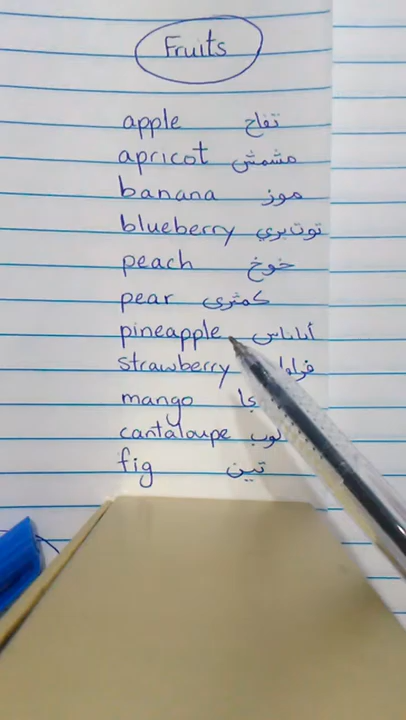 Fruits
apple تفاح
apricot مشمش
banana موز
blueberry توت بري
peach خوخ
pear كمثرى
pineapple أناناس
strawberry
mango
cantaloupe
fig تين